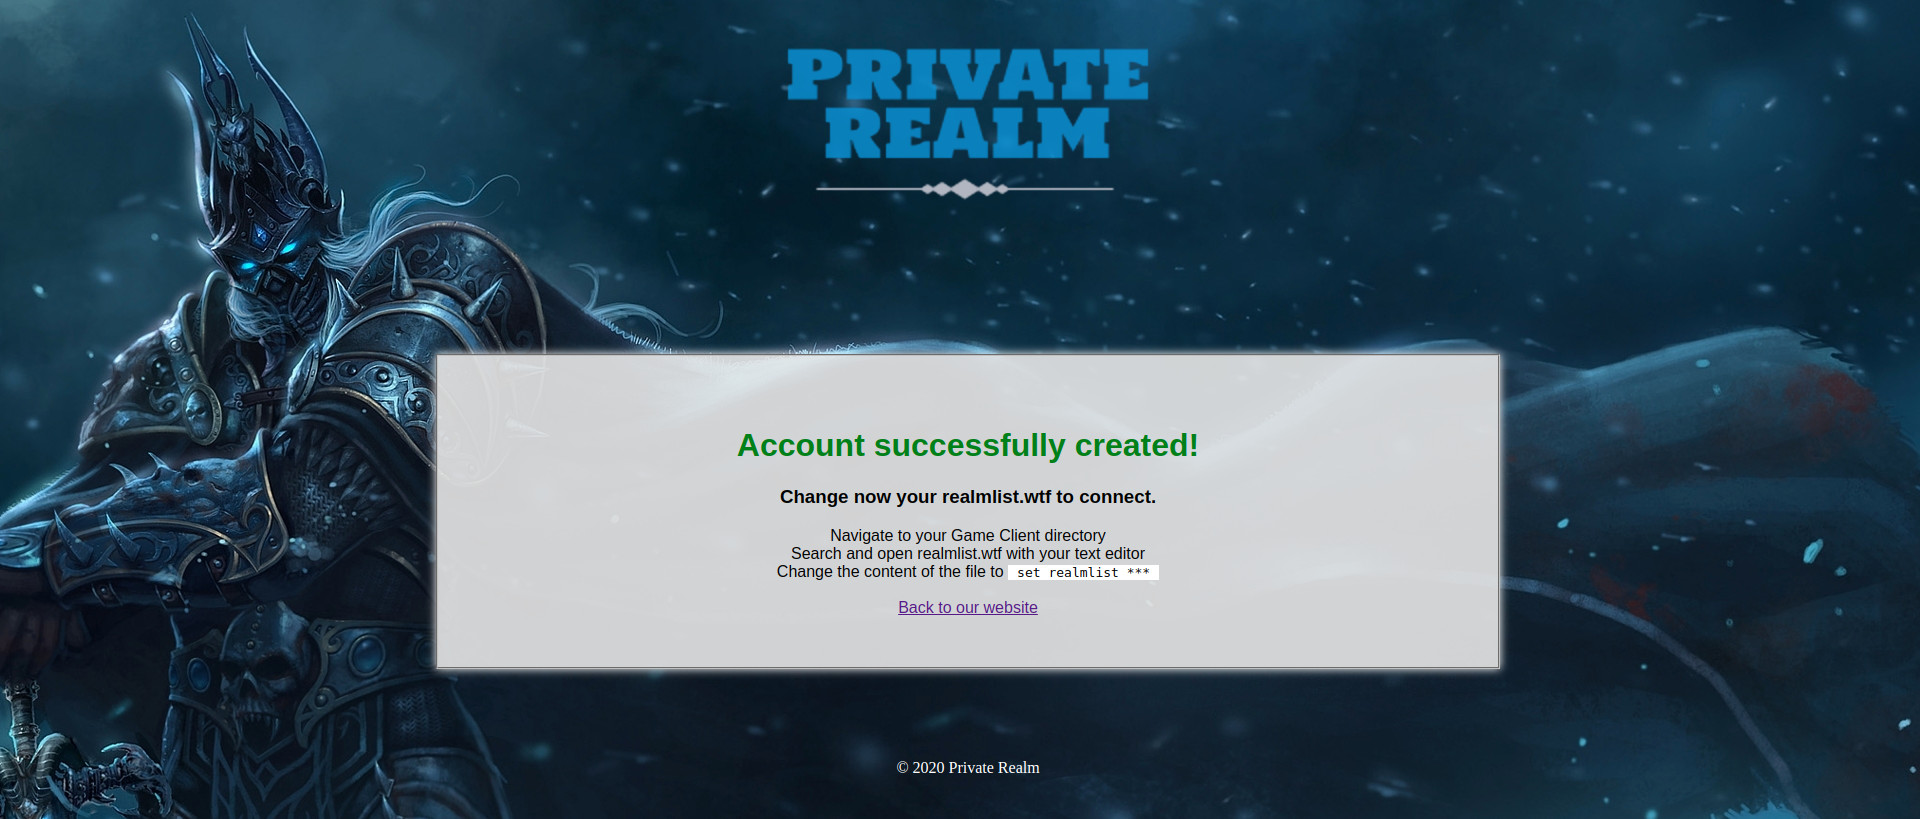 PRIVATE
REALM
Account successfully created!
Change now your realmlist.wtf to connect.
Navigate to your Game Client directory
Search and open realmlist.wtf with your text editor
Change the content of the file to set realmlist ***
Back to our website
© 2020 Private Realm